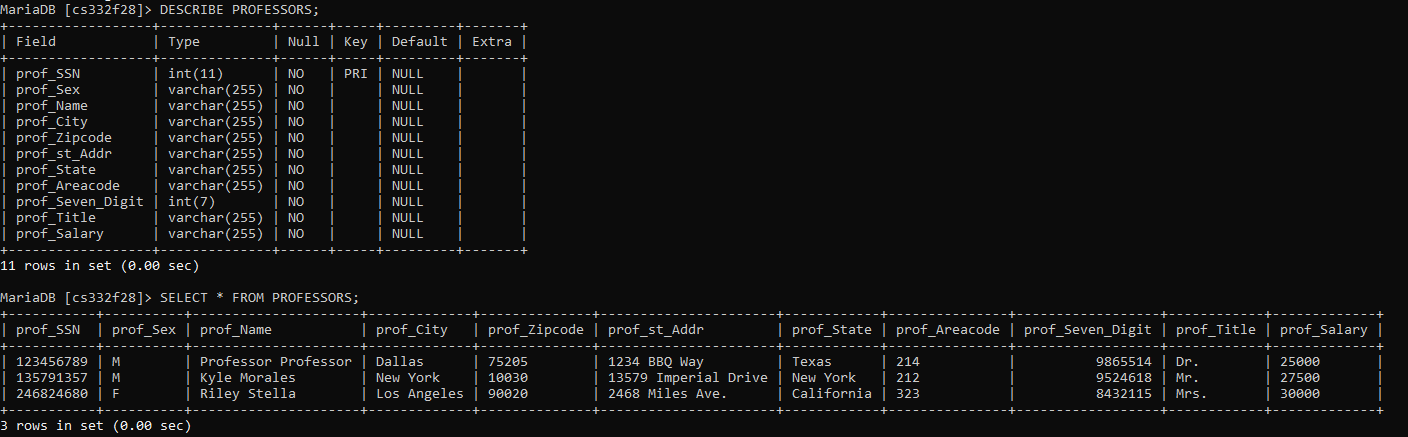 MariaDB [cs332f28]> DESCRIBE PROFESSORS;
+------------------+--------------+------+-----+---------+-------+
| Field            | Type         | Null | Key | Default | Extra |
+------------------+--------------+------+-----+---------+-------+
| prof_SSN         | int(11)      | NO   | PRI | NULL    |       |
| prof_Sex         | varchar(255) | NO   |     | NULL    |       |
| prof_Name        | varchar(255) | NO   |     | NULL    |       |
| prof_City        | varchar(255) | NO   |     | NULL    |       |
| prof_Zipcode     | varchar(255) | NO   |     | NULL    |       |
| prof_st_Addr     | varchar(255) | NO   |     | NULL    |       |
| prof_State       | varchar(255) | NO   |     | NULL    |       |
| prof_Areacode    | varchar(255) | NO   |     | NULL    |       |
| prof_Seven_Digit | int(7)       | NO   |     | NULL    |       |
| prof_Title       | varchar(255) | NO   |     | NULL    |       |
| prof_Salary      | varchar(255) | NO   |     | NULL    |       |
+------------------+--------------+------+-----+---------+-------+
11 rows in set (0.00 sec)
MariaDB [cs332f28]> SELECT * FROM PROFESSORS;
+-----------+----------+---------------------+-------------+--------------+----------------------+------------+---------------+------------------+------------+-------------+
| prof_SSN  | prof_Sex | prof_Name           | prof_City   | prof_Zipcode | prof_st_Addr         | prof_State | prof_Areacode | prof_Seven_Digit | prof_Title | prof_Salary |
+-----------+----------+---------------------+-------------+--------------+----------------------+------------+---------------+------------------+------------+-------------+
| 123456789 | M        | Professor Professor | Dallas      | 75205        | 1234 BBQ Way         | Texas      | 214           |          9865514 | Dr.        | 25000       |
| 135791357 | M        | Kyle Morales        | New York    | 10030        | 13579 Imperial Drive | New York   | 212           |          9524618 | Mr.        | 27500       |
| 246824680 | F        | Riley Stella        | Los Angeles | 90020        | 2468 Miles Ave.      | California | 323           |          8432115 | Mrs.       | 30000       |
+-----------+----------+---------------------+-------------+--------------+----------------------+------------+---------------+------------------+------------+-------------+
3 rows in set (0.00 sec)